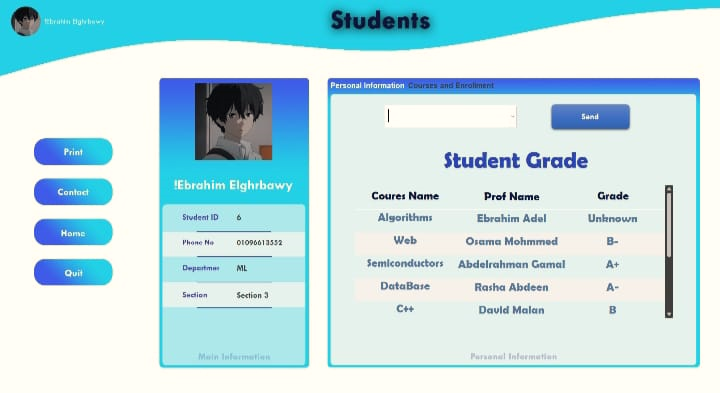 !Ebrahim Elghrbawy
Students
Print
Contact
Home
Quit
!Ebrahim Elghrbawy
Student ID 6
Phone No 01096613552
Departmer ML
Section Section 3
Main Information
Personal Information Courses and Enrollment
Send
Student Grade
Coures Name Prof Name Grade
Algorithms Ebrahim Adel Unknown
Web Osama Mohmmed B-
Semiconductors Abdelrahman Gamal A+
DataBase Rasha Abdeen A-
C++ David Malan B
Personal Information